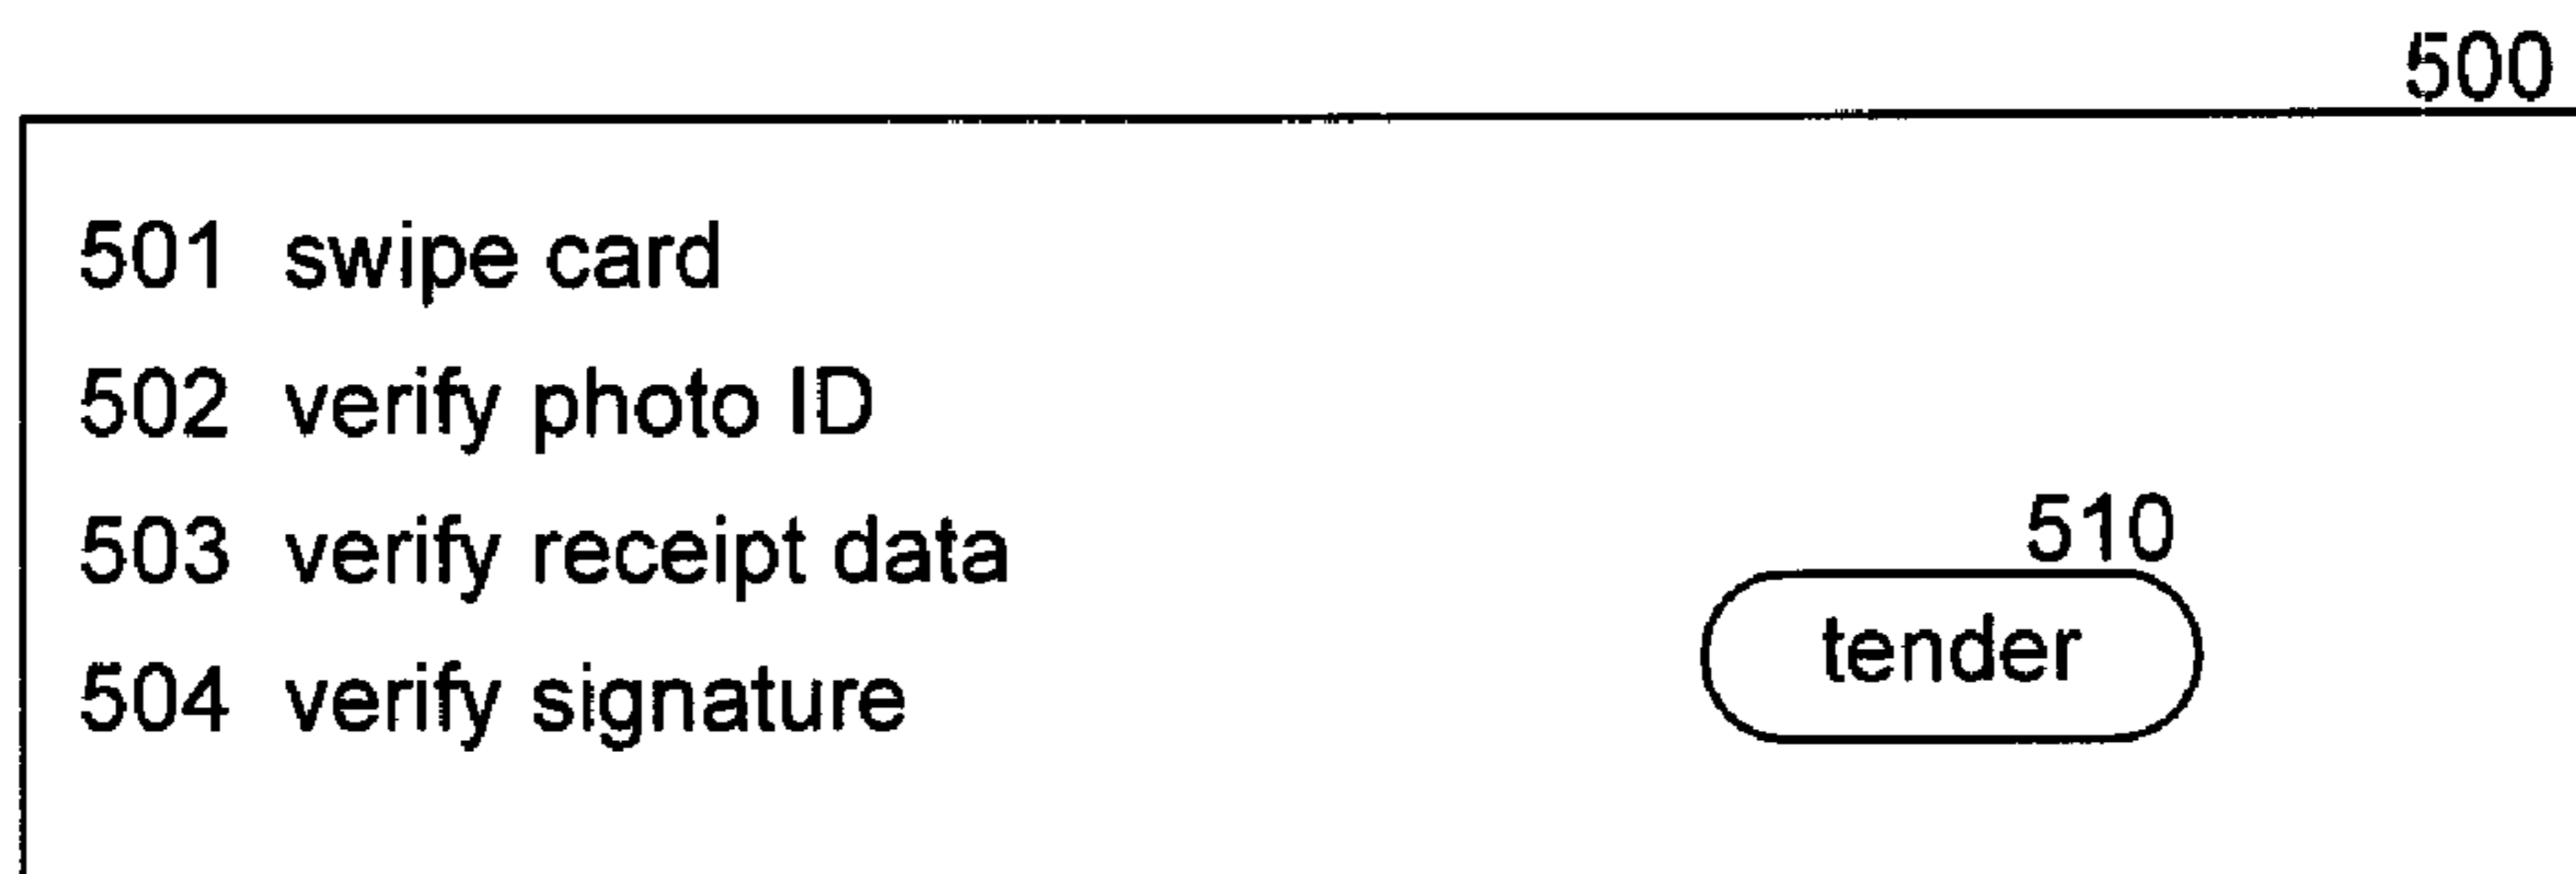 500
501 swipe card
502 verify photo ID
503 verify receipt data
510
tender
504 verify signature